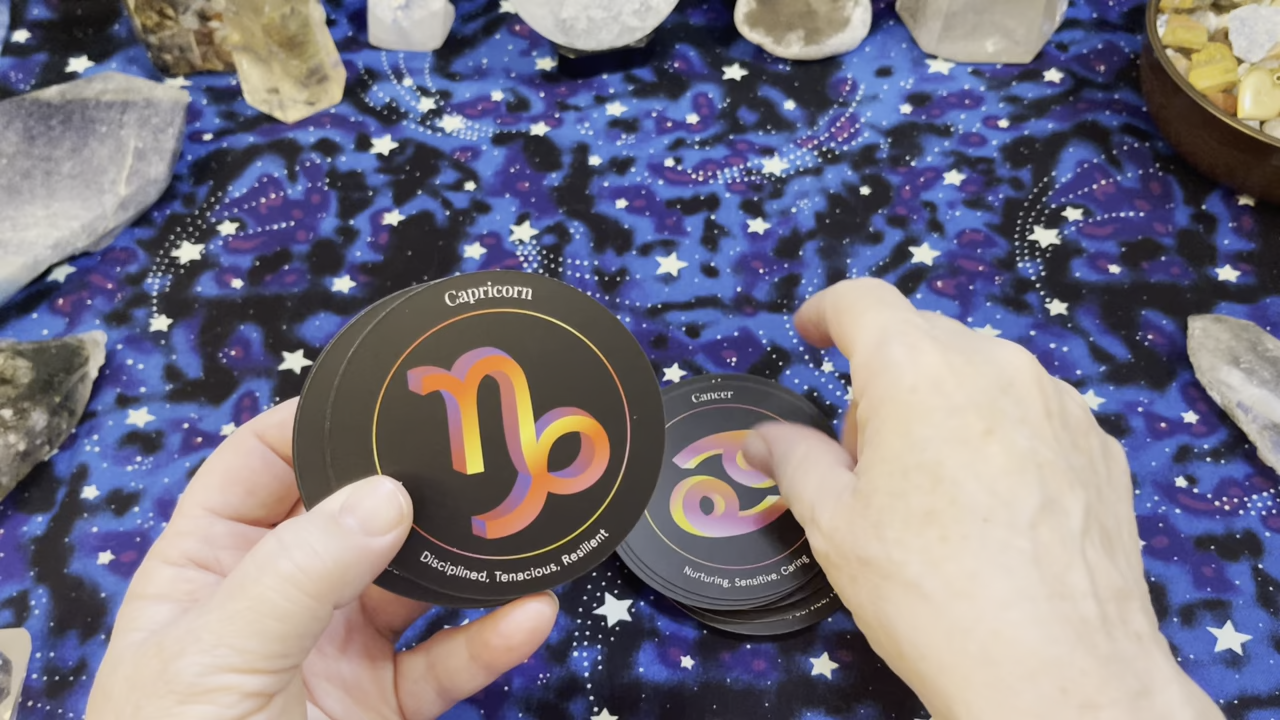 Capricorn
Disciplined, Tenacious, Resilient
Cancer
Nurturing, Sensitive, Caring